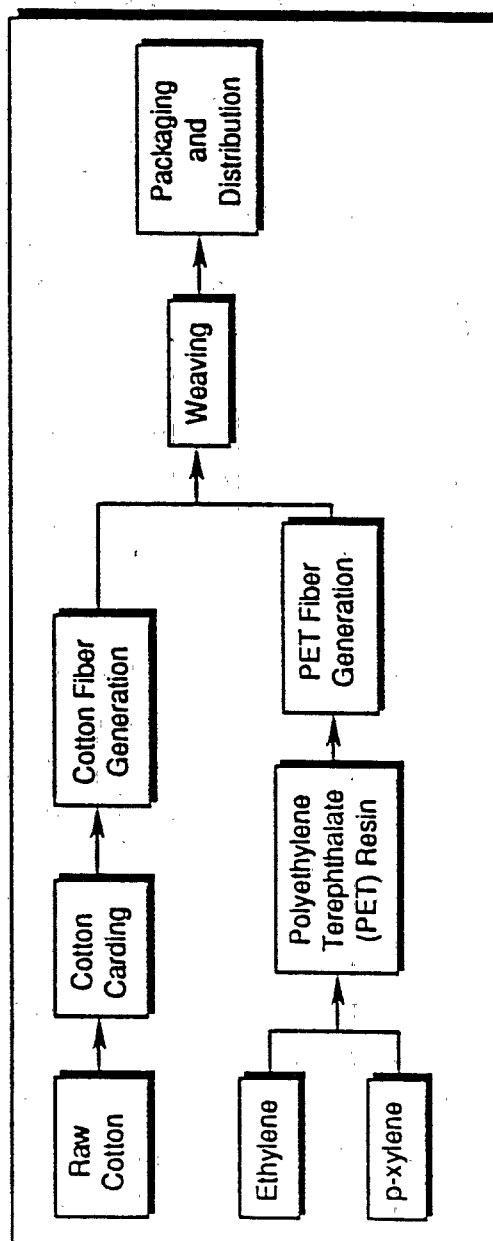 Raw
Cotton
Cotton
Carding
Cotton Fiber
Generation
Ethylene
p-xylene
Polyethylene
Terephthalate
(PET) Resin
PET Fiber
Generation
Weaving
Packaging
and
Distribution